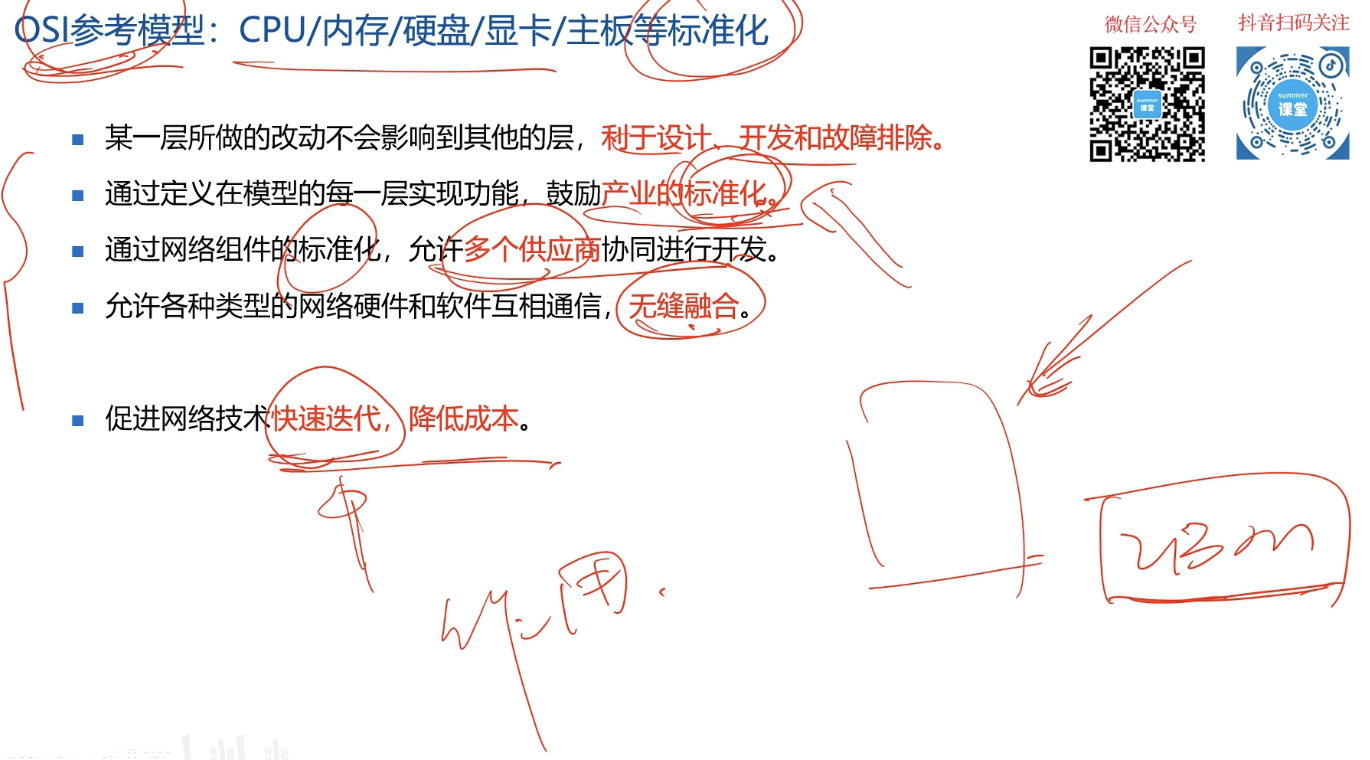 OSI参考模型：CPU/内存/硬盘/显卡/主板等标准化
微信公众号
抖音扫码关注
summer
课堂
summer
课堂
某一层所做的改动不会影响到其他的层，利于设计、开发和故障排除。
通过定义在模型的每一层实现功能，鼓励产业的标准化。
通过网络组件的标准化，允许多个供应商协同进行开发。
允许各种类型的网络硬件和软件互相通信，无缝融合。
促进网络技术快速迭代，降低成本。